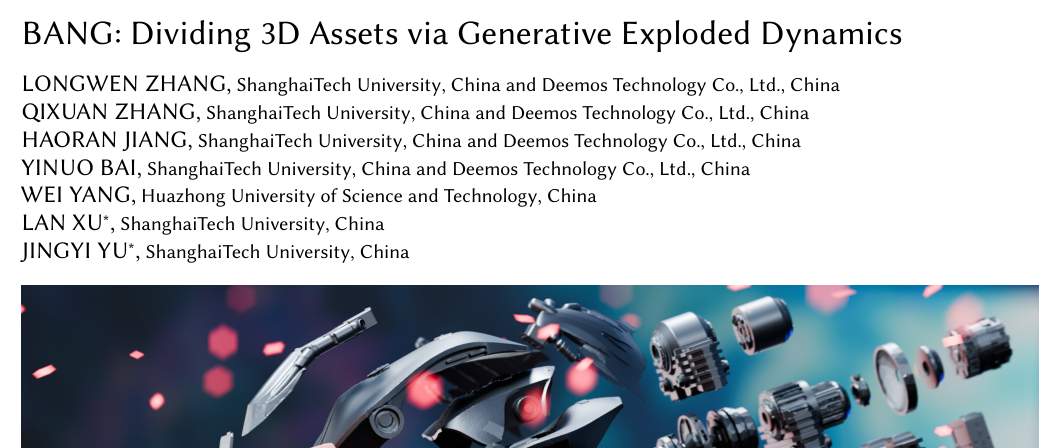 BANG: Dividing 3D Assets via Generative Exploded Dynamics
LONGWEN ZHANG, ShanghaiTech University, China and Deemos Technology Co., Ltd., China
QIXUAN ZHANG, ShanghaiTech University, China and Deemos Technology Co., Ltd., China
HAORAN JIANG, ShanghaiTech University, China and Deemos Technology Co., Ltd., China
YINUO BAI, ShanghaiTech University, China and Deemos Technology Co., Ltd., China
WEI YANG, Huazhong University of Science and Technology, China
LAN XU*, ShanghaiTech University, China
JINGYI YU*, ShanghaiTech University, China